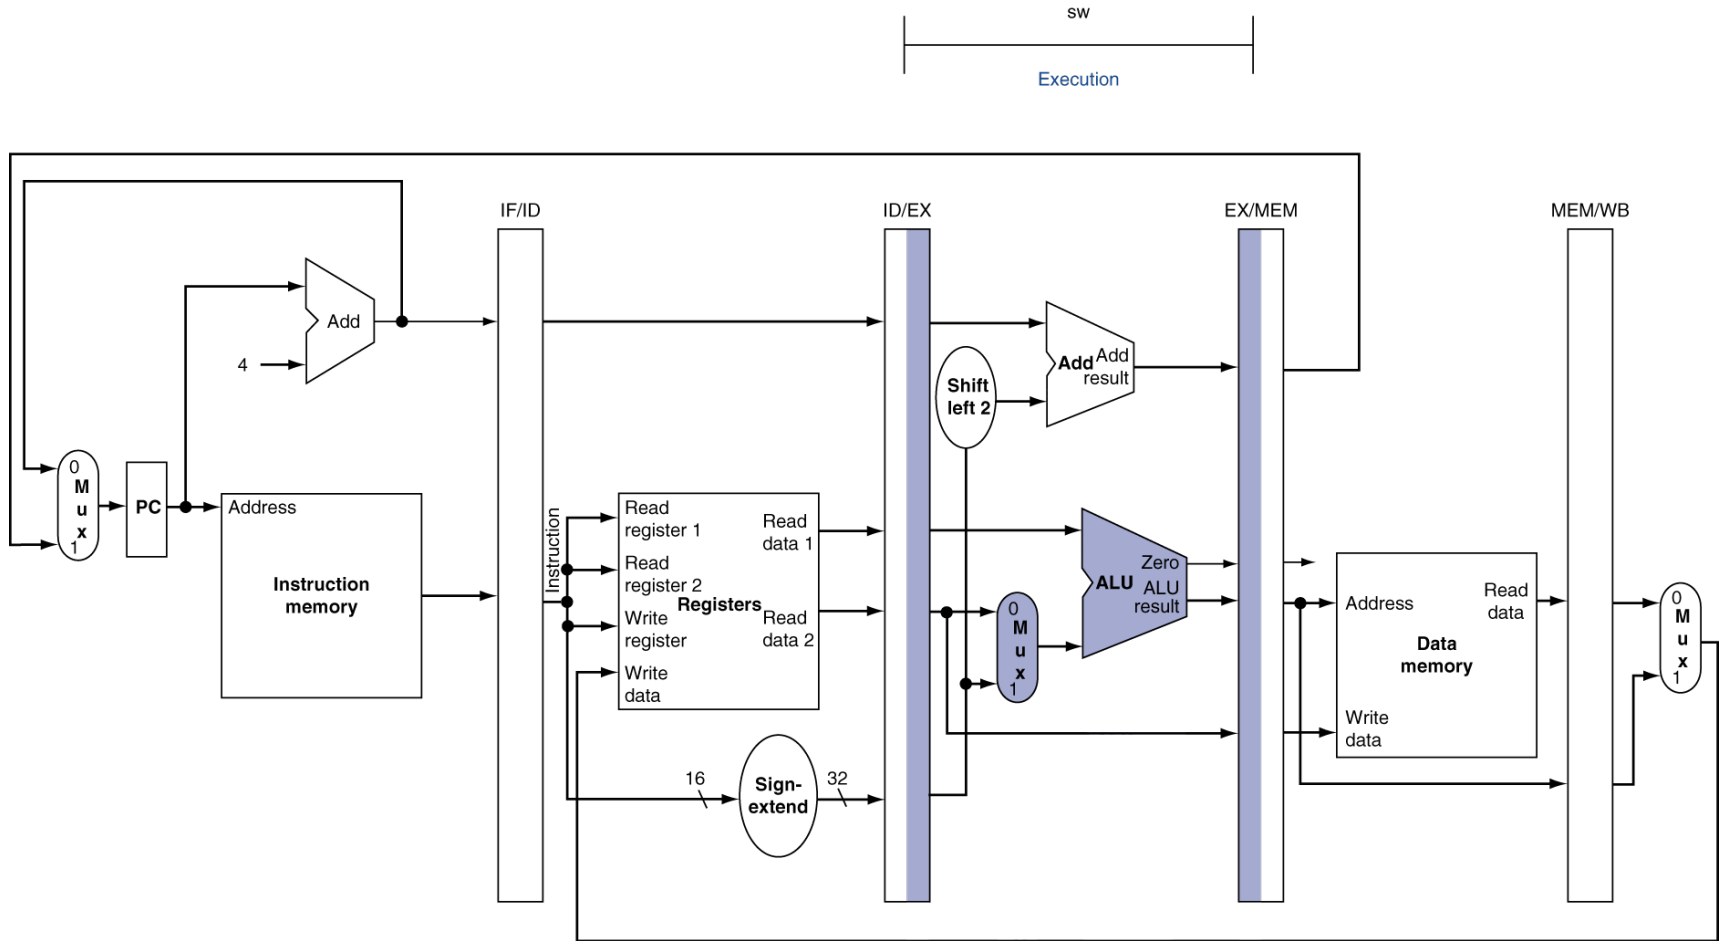 sw
Execution
IF/ID
ID/EX
EX/MEM
MEM/WB
Add
4
Add Add
result
Shift
left 2
0
M
u
x
1
PC
Address
Instruction
memory
Instruction
Read
register 1
Read
register 2
Write
register
Write
data
Registers
Read
data 1
Read
data 2
16
Sign-
extend
32
0
M
u
x
1
Zero
ALU
ALU
result
Address
Read
data
Data
memory
Write
data
0
M
u
x
1